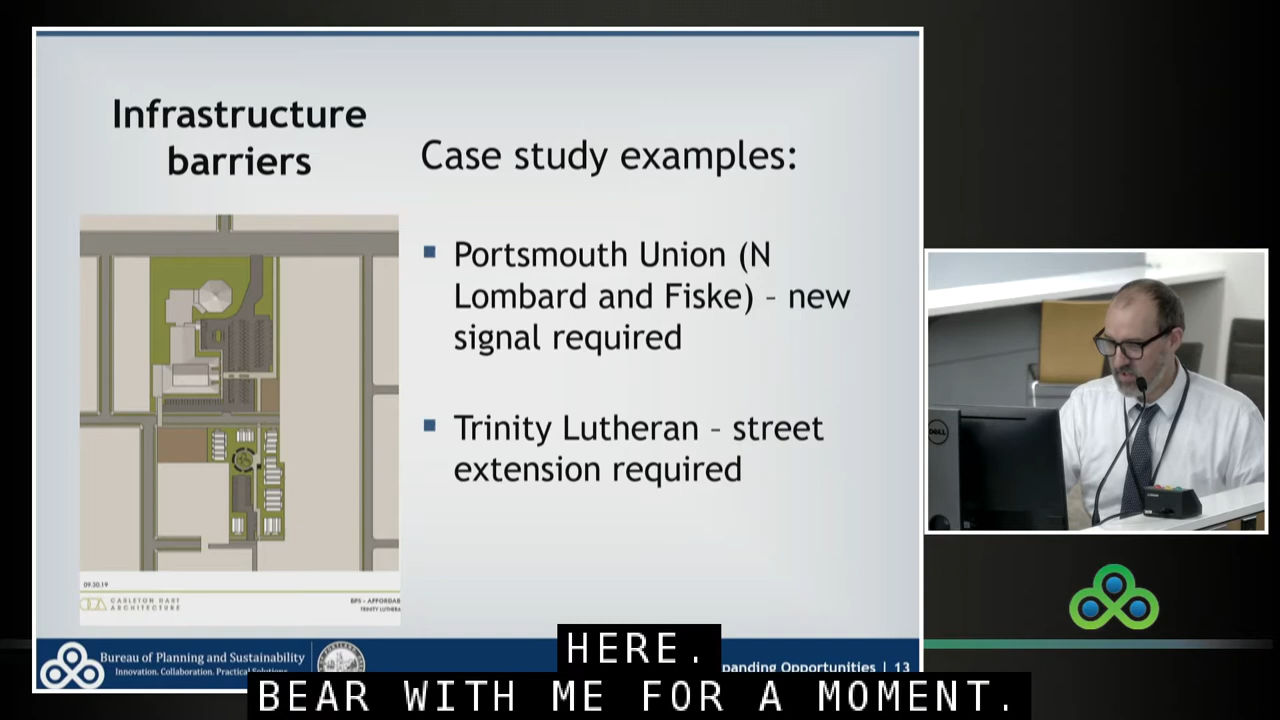 Infrastructure
barriers
Case study examples:
Portsmouth Union (N
Lombard and Fiske) – new
signal required
Trinity Lutheran – street
extension required
09.30.19
CARLETON HART
ARCHITECTURE
BPS - AFFORDAB
TRINITY LUTHERA
DELL
Bureau of Planning and Sustainability
Innovation. Collaboration. Practical Solutions.
panding Opportunities | 13
HERE.
BEAR WITH ME FOR A MOMENT.